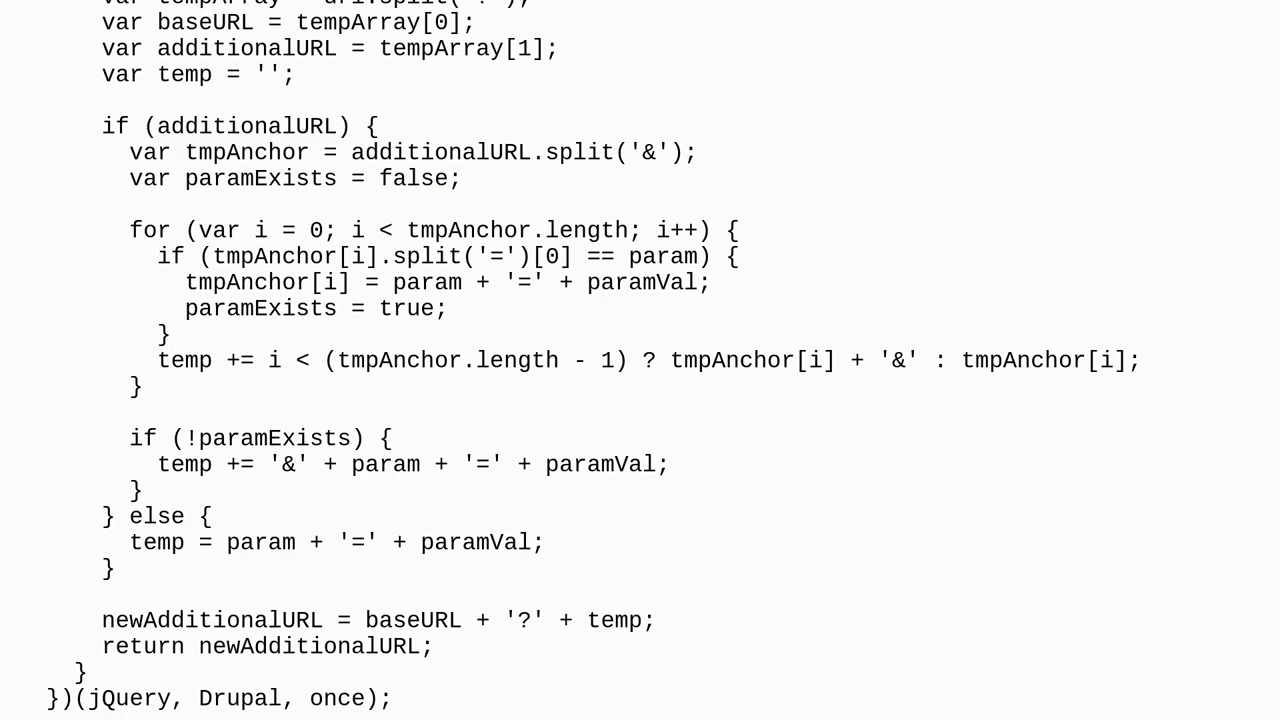 var baseURL = tempArray[0];
var additionalURL = tempArray[1];
var temp = '';
if (additionalURL) {
var tmpAnchor = additionalURL.split('&');
var paramExists = false;
for (var i = 0; i < tmpAnchor.length; i++) {
if (tmpAnchor[i].split('=')[0] == param) {
tmpAnchor[i] = param + '=' + paramVal;
paramExists = true;
}
temp += i < (tmpAnchor.length - 1) ? tmpAnchor[i] + '&' : tmpAnchor[i];
}
if (!paramExists) {
temp += '&' + param + '=' + paramVal;
}
} else {
temp = param + '=' + paramVal;
}
newAdditionalURL = baseURL + '?' + temp;
return newAdditionalURL;
}
})(jQuery, Drupal, once);